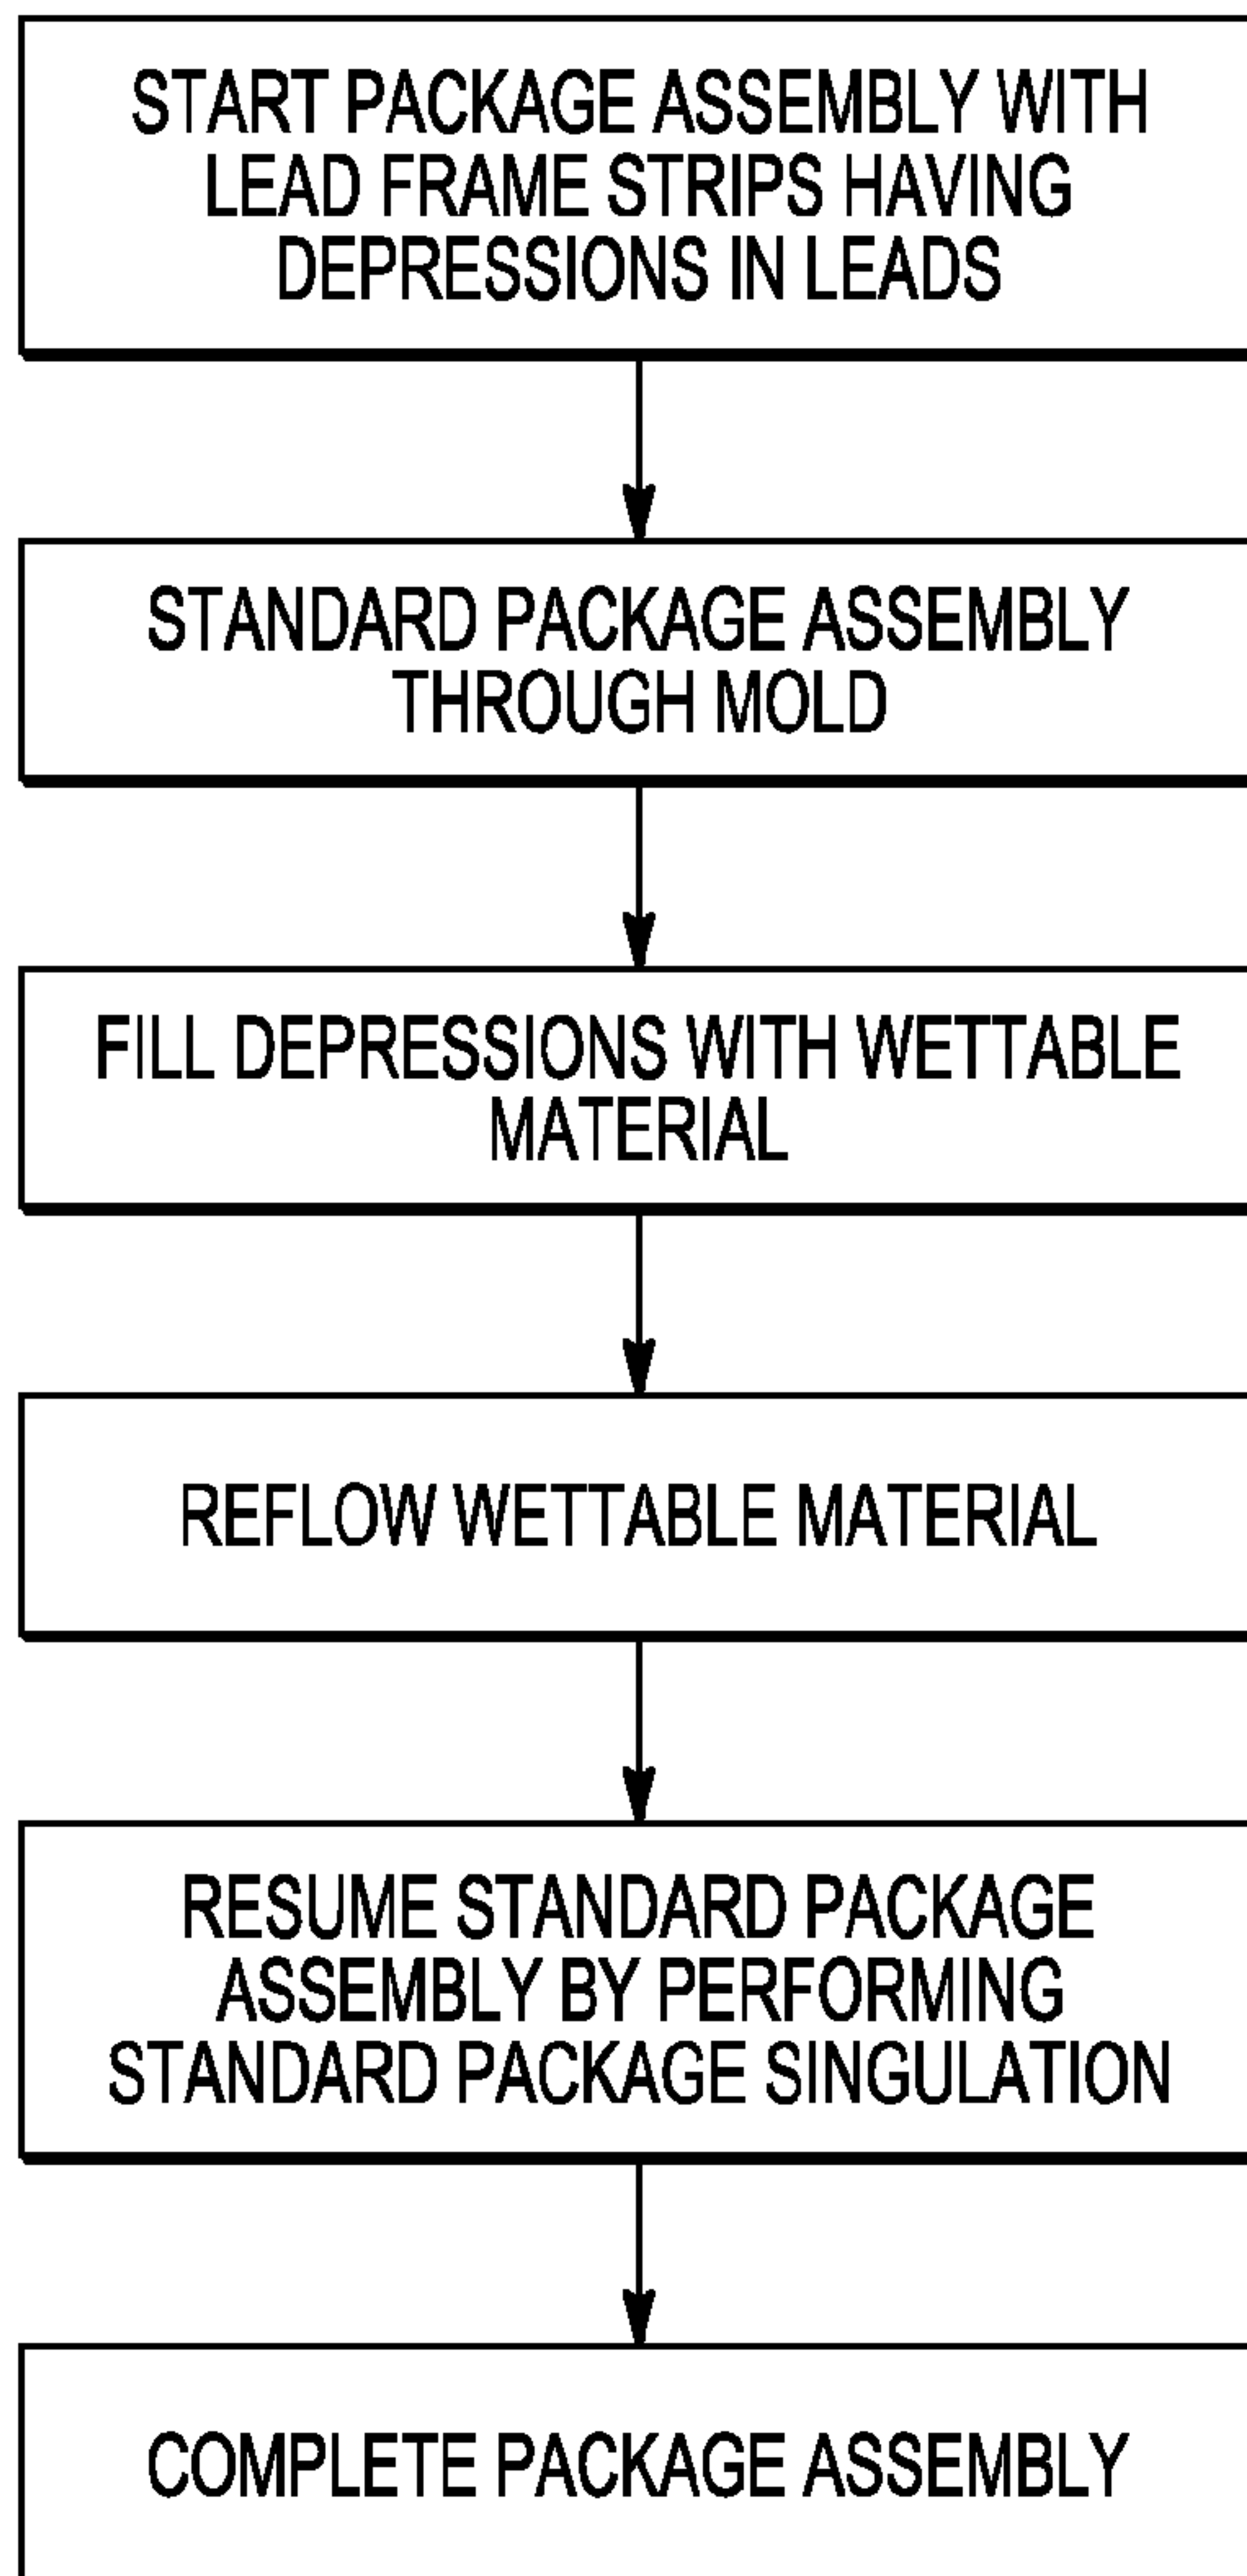 START PACKAGE ASSEMBLY WITH
LEAD FRAME STRIPS HAVING
DEPRESSIONS IN LEADS
STANDARD PACKAGE ASSEMBLY
THROUGH MOLD
FILL DEPRESSIONS WITH WETTABLE
MATERIAL
REFLOW WETTABLE MATERIAL
RESUME STANDARD PACKAGE
ASSEMBLY BY PERFORMING
STANDARD PACKAGE SINGULATION
COMPLETE PACKAGE ASSEMBLY